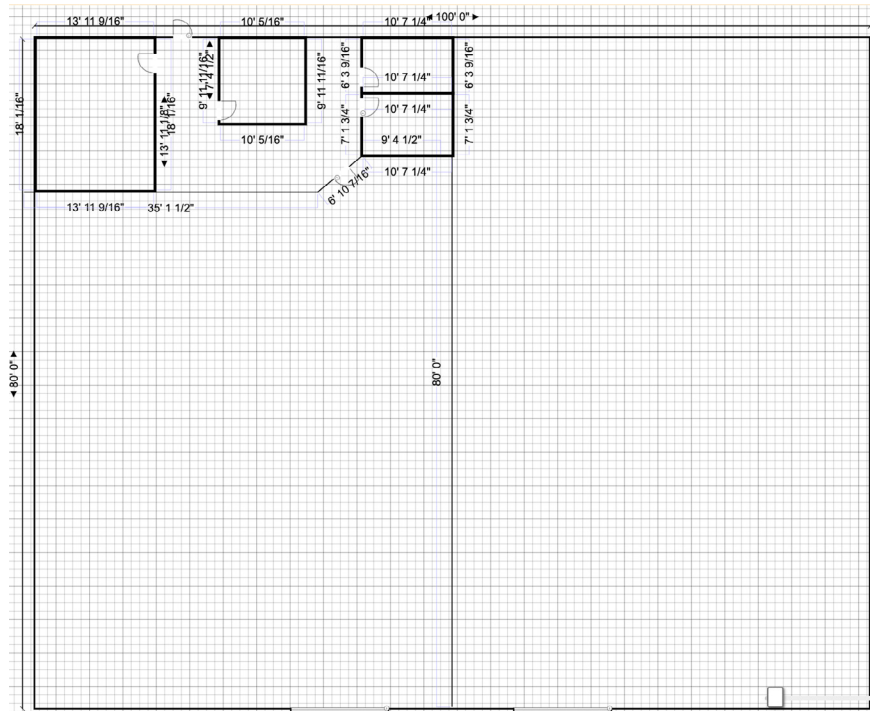 ◄ 100' 0" ►
13' 11 9/16"
10' 5/16"
10' 7 1/4"
18' 1/16"
13' 11 1/8" ►
18' 1/16"
9' 11 11/16"
7' 4 1/2"
9' 11 11/16"
6' 3 9/16"
10' 7 1/4"
6' 3 9/16"
10' 7 1/4"
7' 1 3/4"
9' 4 1/2"
7' 1 3/4"
10' 5/16"
10' 7 1/4"
6' 10 7/16"
13' 11 9/16"
35' 1 1/2"
◄ 80' 0" ►
80' 0"